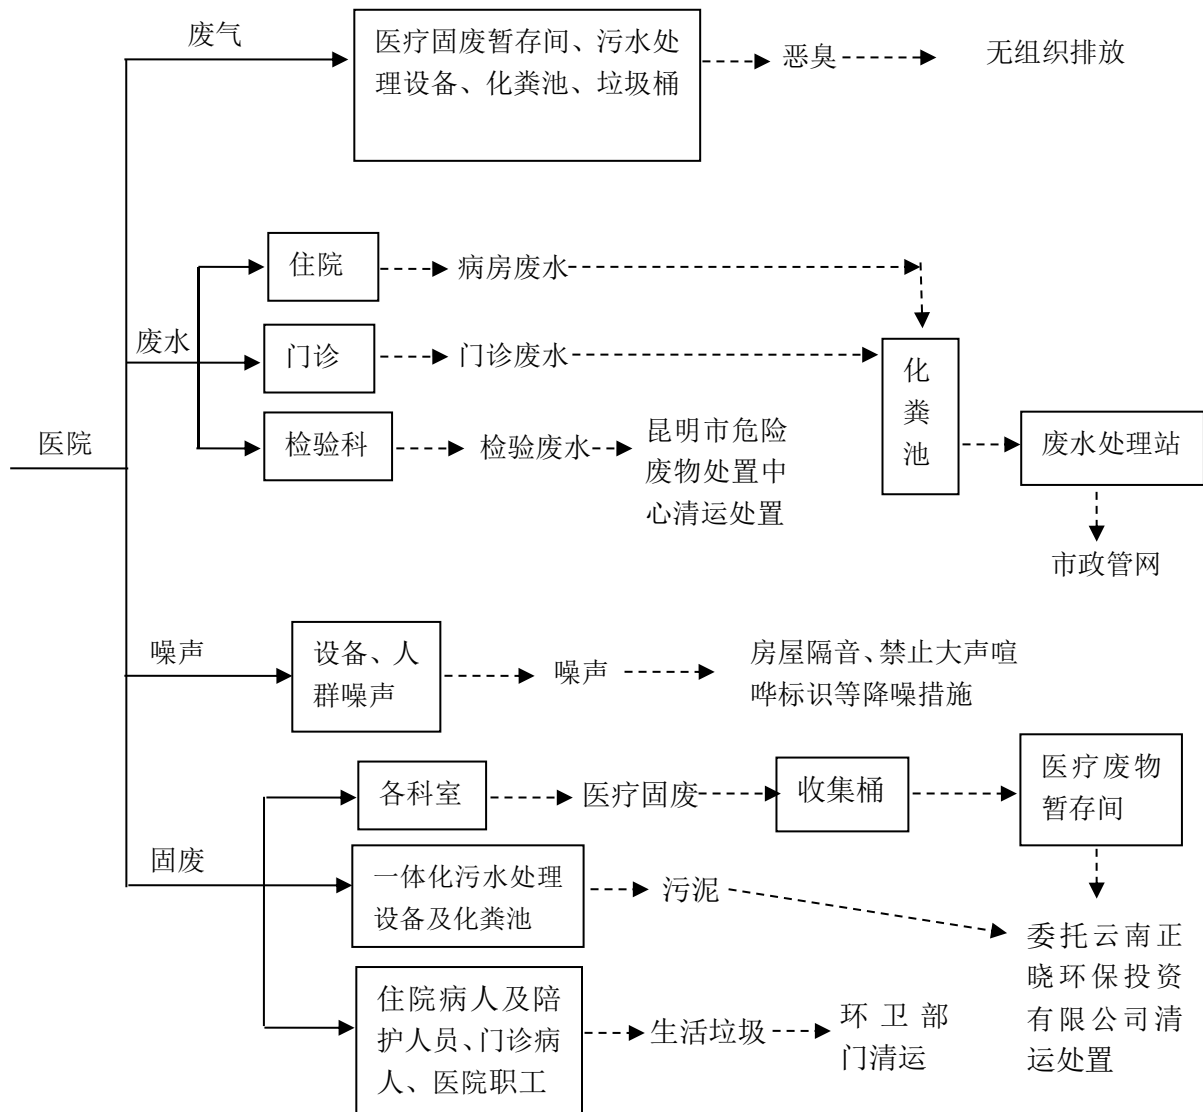 废气
医疗固废暂存间、污水处
理设备、化粪池、垃圾桶
恶臭
无组织排放
住院
病房废水
废水
门诊
门诊废水
化
粪
池
医院
检验科
检验废水
昆明市危险
废物处置中
心清运处置
废水处理站
市政管网
噪声
设备、人
群噪声
噪声
房屋隔音、禁止大声喧
哗标识等降噪措施
各科室
医疗固废
收集桶
医疗废物
暂存间
固废
一体化污水处理
设备及化粪池
污泥
委托云南正
晓环保投资
有限公司清
运处置
住院病人及陪
护人员、门诊病
人、医院职工
生活垃圾
环卫部
门清运